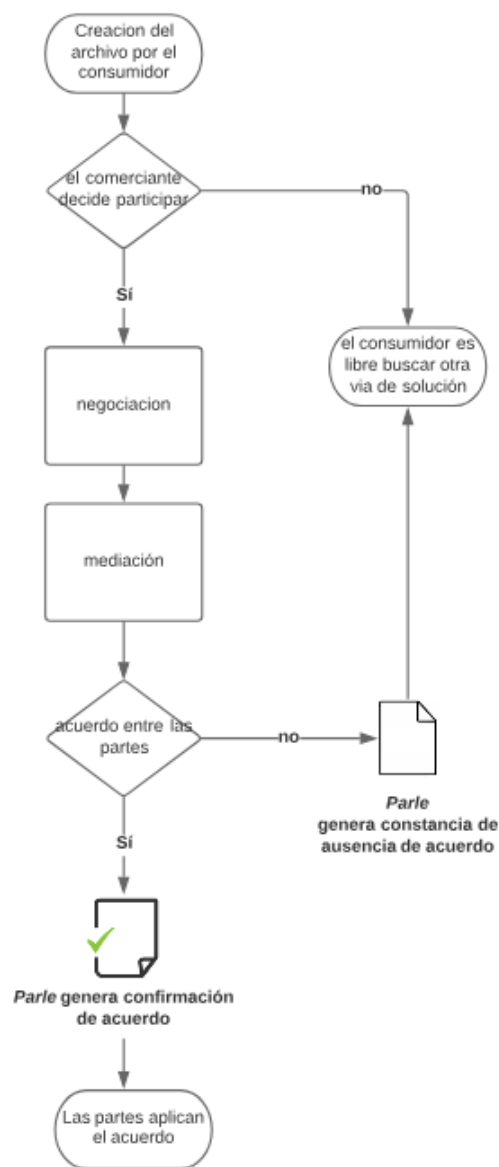 Creacion del
archivo por el
consumidor
el comerciante
decide participar
no
Sí
el consumidor es
libre buscar otra
via de solución
negociacion
mediación
acuerdo entre las
partes
no
Parle
genera constancia de
ausencia de acuerdo
Sí
Parle genera confirmación
de acuerdo
Las partes aplican
el acuerdo